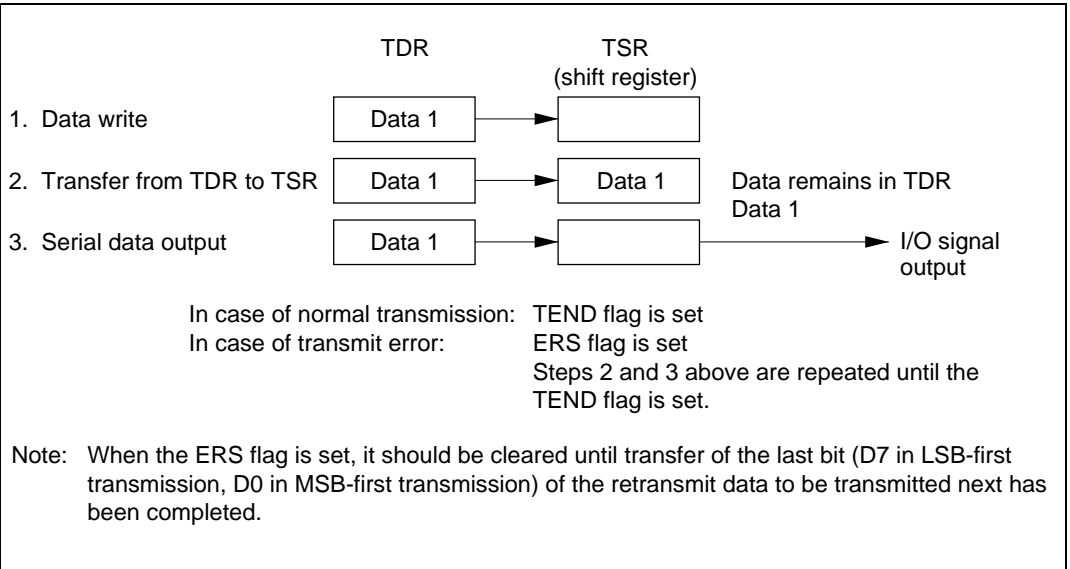 TDR TSR
(shift register)
1. Data write Data 1
2. Transfer from TDR to TSR Data 1 Data 1 Data remains in TDR
Data 1
3. Serial data output Data 1 I/O signal
output
In case of normal transmission: TEND flag is set
In case of transmit error: ERS flag is set
Steps 2 and 3 above are repeated until the
TEND flag is set.
Note: When the ERS flag is set, it should be cleared until transfer of the last bit (D7 in LSB-first
transmission, D0 in MSB-first transmission) of the retransmit data to be transmitted next has
been completed.